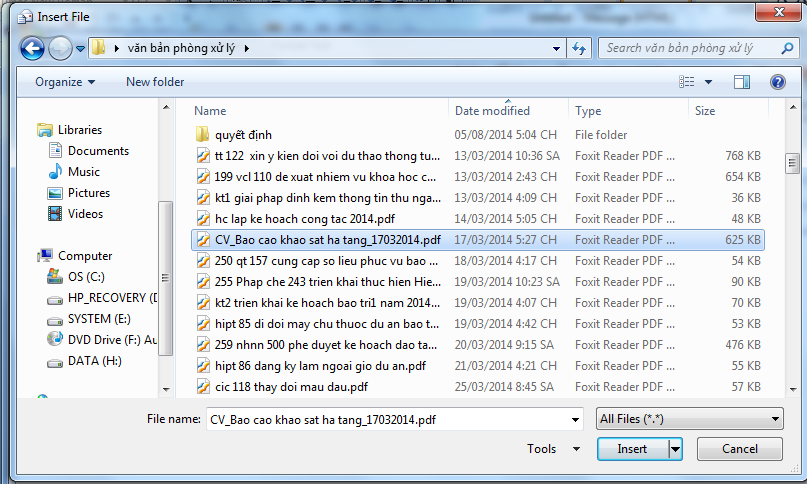 Insert File
văn bản phòng xử lý
Search văn bản phòng xử lý
Organize New folder
Name Date modified Type Size
Libraries
Documents
Music
Pictures
Videos
Computer
OS (C:)
HP_RECOVERY (D
SYSTEM (E:)
DVD Drive (F:) Au
DATA (H:)
quyết định 05/08/2014 5:04 CH File folder
tt 122 xin y kien doi voi du thao thong tu... 13/03/2014 10:36 SA Foxit Reader PDF ... 768 KB
199 vcl 110 de xuat nhiem vu khoa hoc c... 13/03/2014 2:43 CH Foxit Reader PDF ... 654 KB
kt1 giai phap dinh kem thong tin thu nga... 13/03/2014 4:09 CH Foxit Reader PDF ... 36 KB
hc lap ke hoach cong tac 2014.pdf 14/03/2014 5:05 CH Foxit Reader PDF ... 48 KB
CV_Bao cao khao sat ha tang_17032014.pdf 17/03/2014 5:27 CH Foxit Reader PDF ... 625 KB
250 qt 157 cung cap so lieu phuc vu bao ... 18/03/2014 4:17 CH Foxit Reader PDF ... 54 KB
255 Phap che 243 trien khai thuc hien Hie... 19/03/2014 10:23 SA Foxit Reader PDF ... 90 KB
kt2 trien khai ke hoach bao tri1 nam 2014... 19/03/2014 4:07 CH Foxit Reader PDF ... 70 KB
hipt 85 di doi may chu thuoc du an bao t... 19/03/2014 4:42 CH Foxit Reader PDF ... 53 KB
259 nhnn 500 phe duyet ke hoach dao ta... 20/03/2014 9:15 SA Foxit Reader PDF ... 476 KB
hipt 86 dang ky lam ngoai gio du an.pdf 21/03/2014 4:21 CH Foxit Reader PDF ... 55 KB
cic 118 thay doi mau dau.pdf 25/03/2014 8:45 SA Foxit Reader PDF ... 57 KB
File name: CV_Bao cao khao sat ha tang_17032014.pdf All Files (*.*)
Tools Insert Cancel